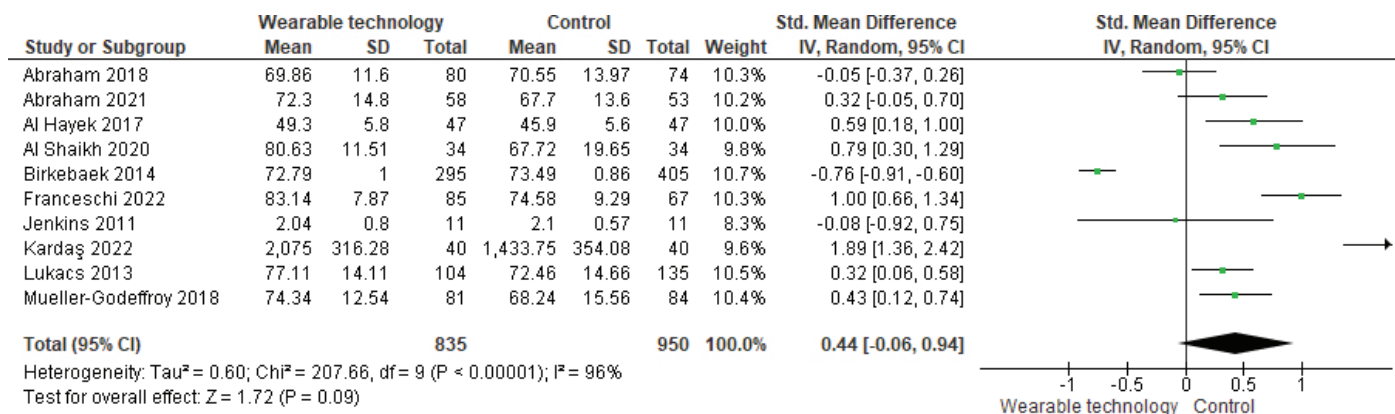 Wearable technology Control Std. Mean Difference Std. Mean Difference
Study or Subgroup Mean SD Total Mean SD Total Weight IV, Random, 95% CI IV, Random, 95% CI
Abraham 2018 69.86 11.6 80 70.55 13.97 74 10.3% -0.05 [-0.37, 0.26]
Abraham 2021 72.3 14.8 58 67.7 13.6 53 10.2% 0.32 [-0.05, 0.70]
Al Hayek 2017 49.3 5.8 47 45.9 5.6 47 10.0% 0.59 [0.18, 1.00]
Al Shaikh 2020 80.63 11.51 34 67.72 19.65 34 9.8% 0.79 [0.30, 1.29]
Birkebaek 2014 72.79 1 295 73.49 0.86 405 10.7% -0.76 [-0.91, -0.60]
Franceschi 2022 83.14 7.87 85 74.58 9.29 67 10.2% 1.00 [0.66, 1.34]
Jenkins 2011 2.04 0.8 11 2.1 0.57 11 8.3% -0.08 [-0.92, 0.75]
Kardaş 2022 2,075 316.28 40 1,433.75 354.08 40 9.6% 1.89 [1.36, 2.42]
Lukacs 2013 77.11 14.11 104 72.46 14.66 135 10.5% 0.32 [0.06, 0.58]
Mueller-Godeffroy 2018 74.34 12.54 81 68.24 15.56 84 10.4% 0.43 [0.12, 0.74]
Total (95% CI) 835 950 100.0% 0.44 [-0.06, 0.94]
Heterogeneity: Tau² = 0.60; Chi² = 207.66, df = 9 (P < 0.00001); I² = 96%
Test for overall effect: Z = 1.72 (P = 0.09)
-1 -0.5 0 0.5 1
Wearable technology Control